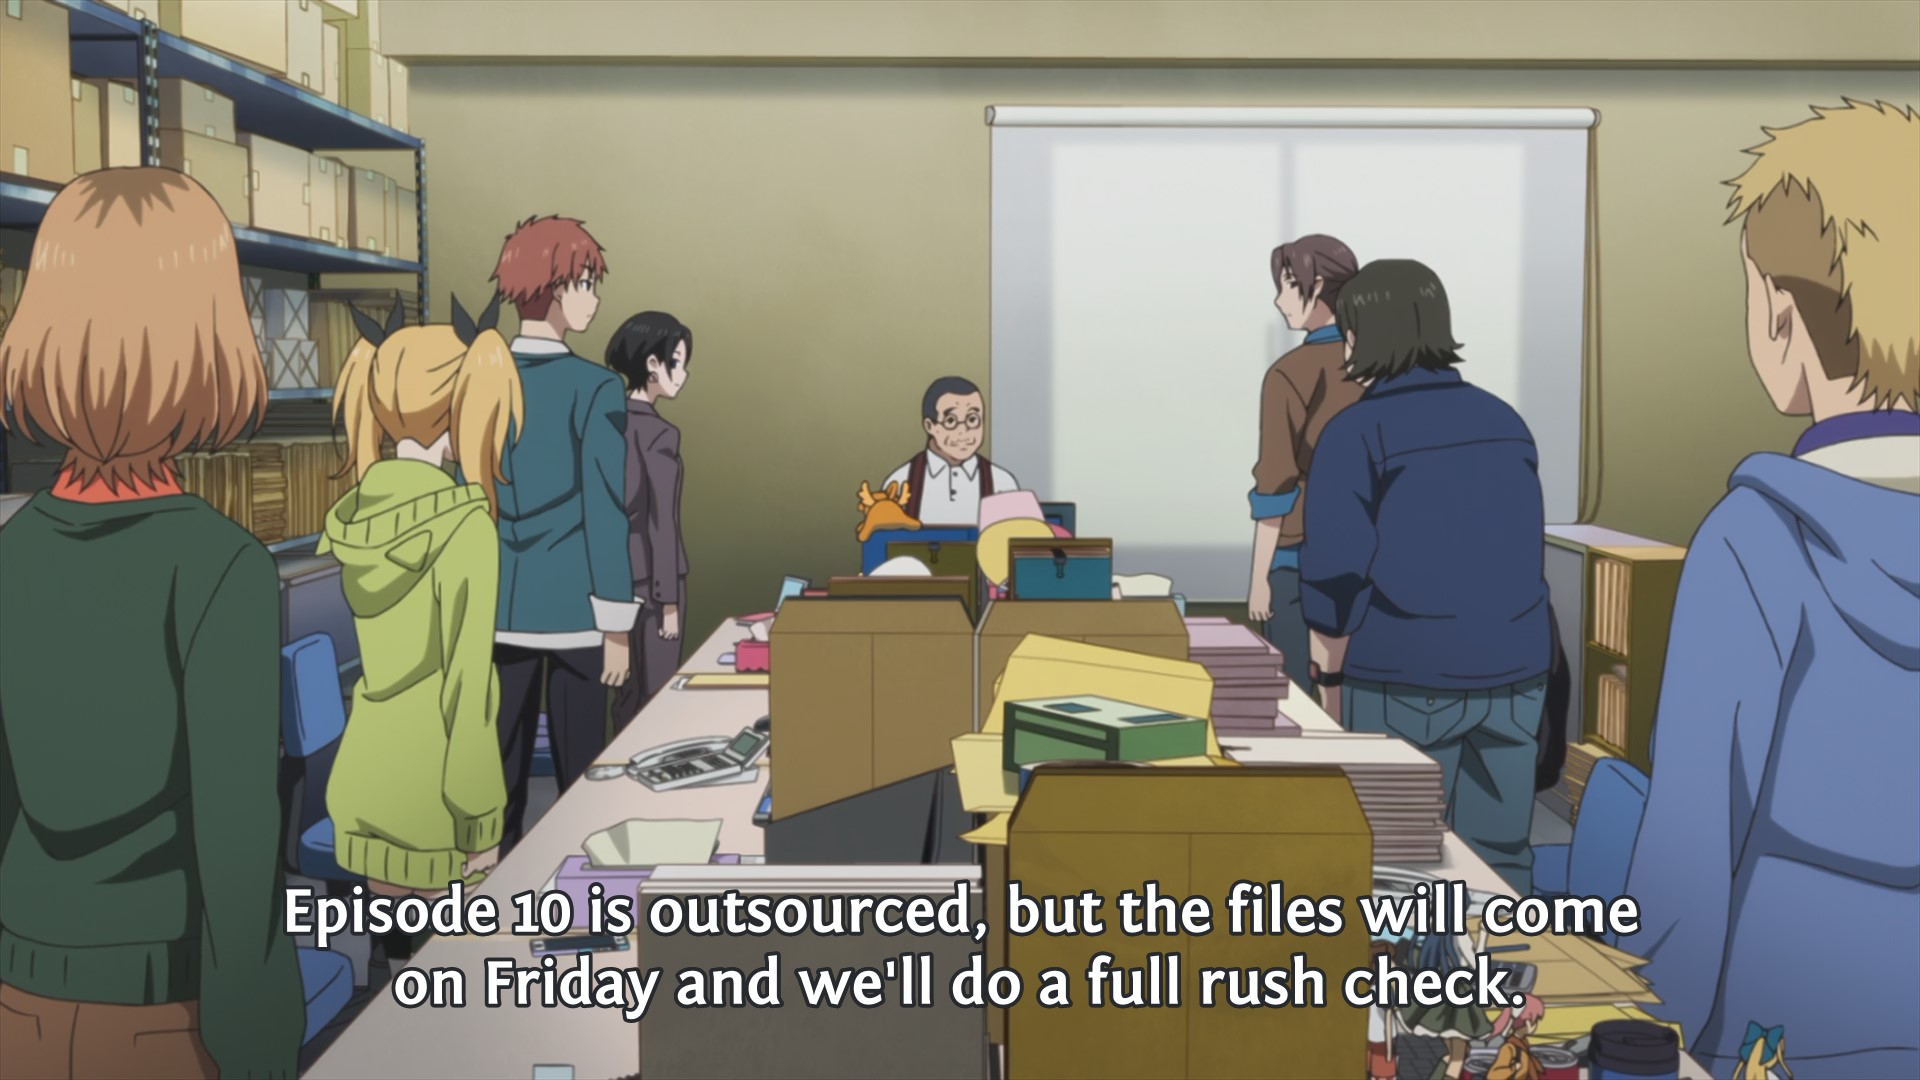 Episode 10 is outsourced, but the files will come
on Friday and we'll do a full rush check.